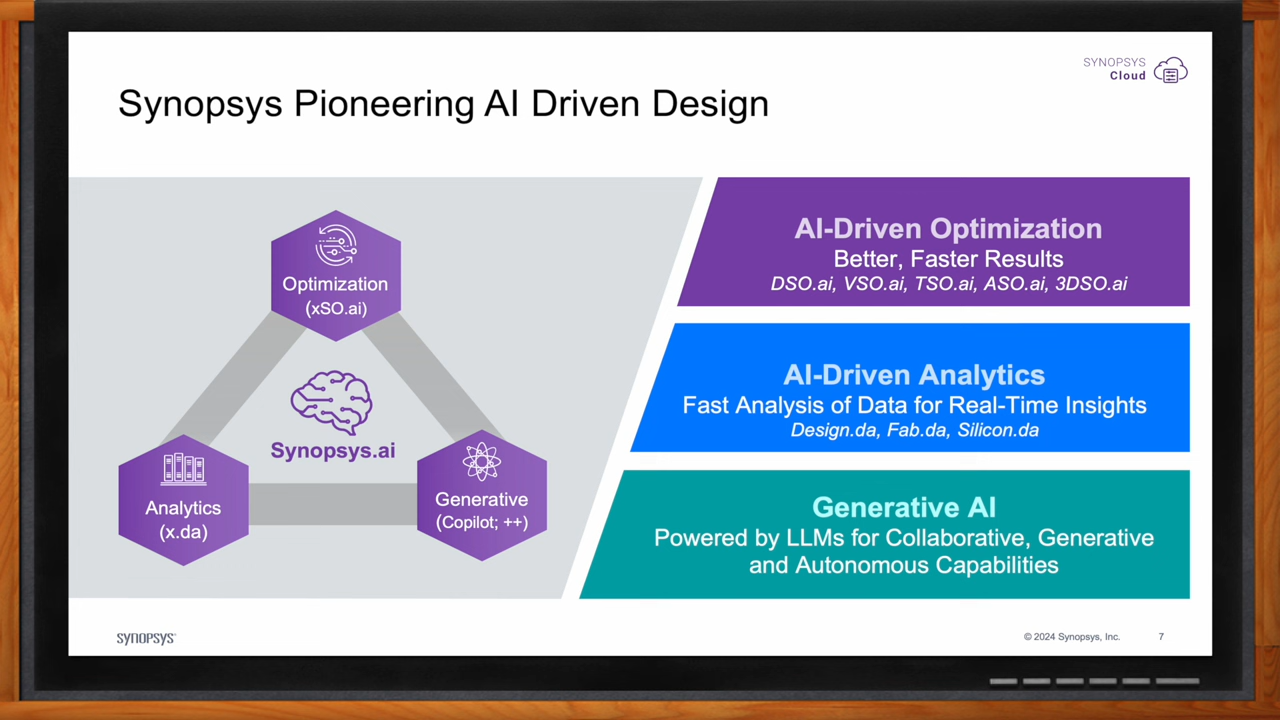 SYNOPSYS
Cloud
Synopsys Pioneering AI Driven Design
Optimization
(xSO.ai)
Synopsys.ai
Analytics
(x.da)
Generative
(Copilot; ++)
AI-Driven Optimization
Better, Faster Results
DSO.ai, VSO.ai, TSO.ai, ASO.ai, 3DSO.ai
AI-Driven Analytics
Fast Analysis of Data for Real-Time Insights
Design.da, Fab.da, Silicon.da
Generative AI
Powered by LLMs for Collaborative, Generative
and Autonomous Capabilities
SYNOPSYS®
© 2024 Synopsys, Inc.
7